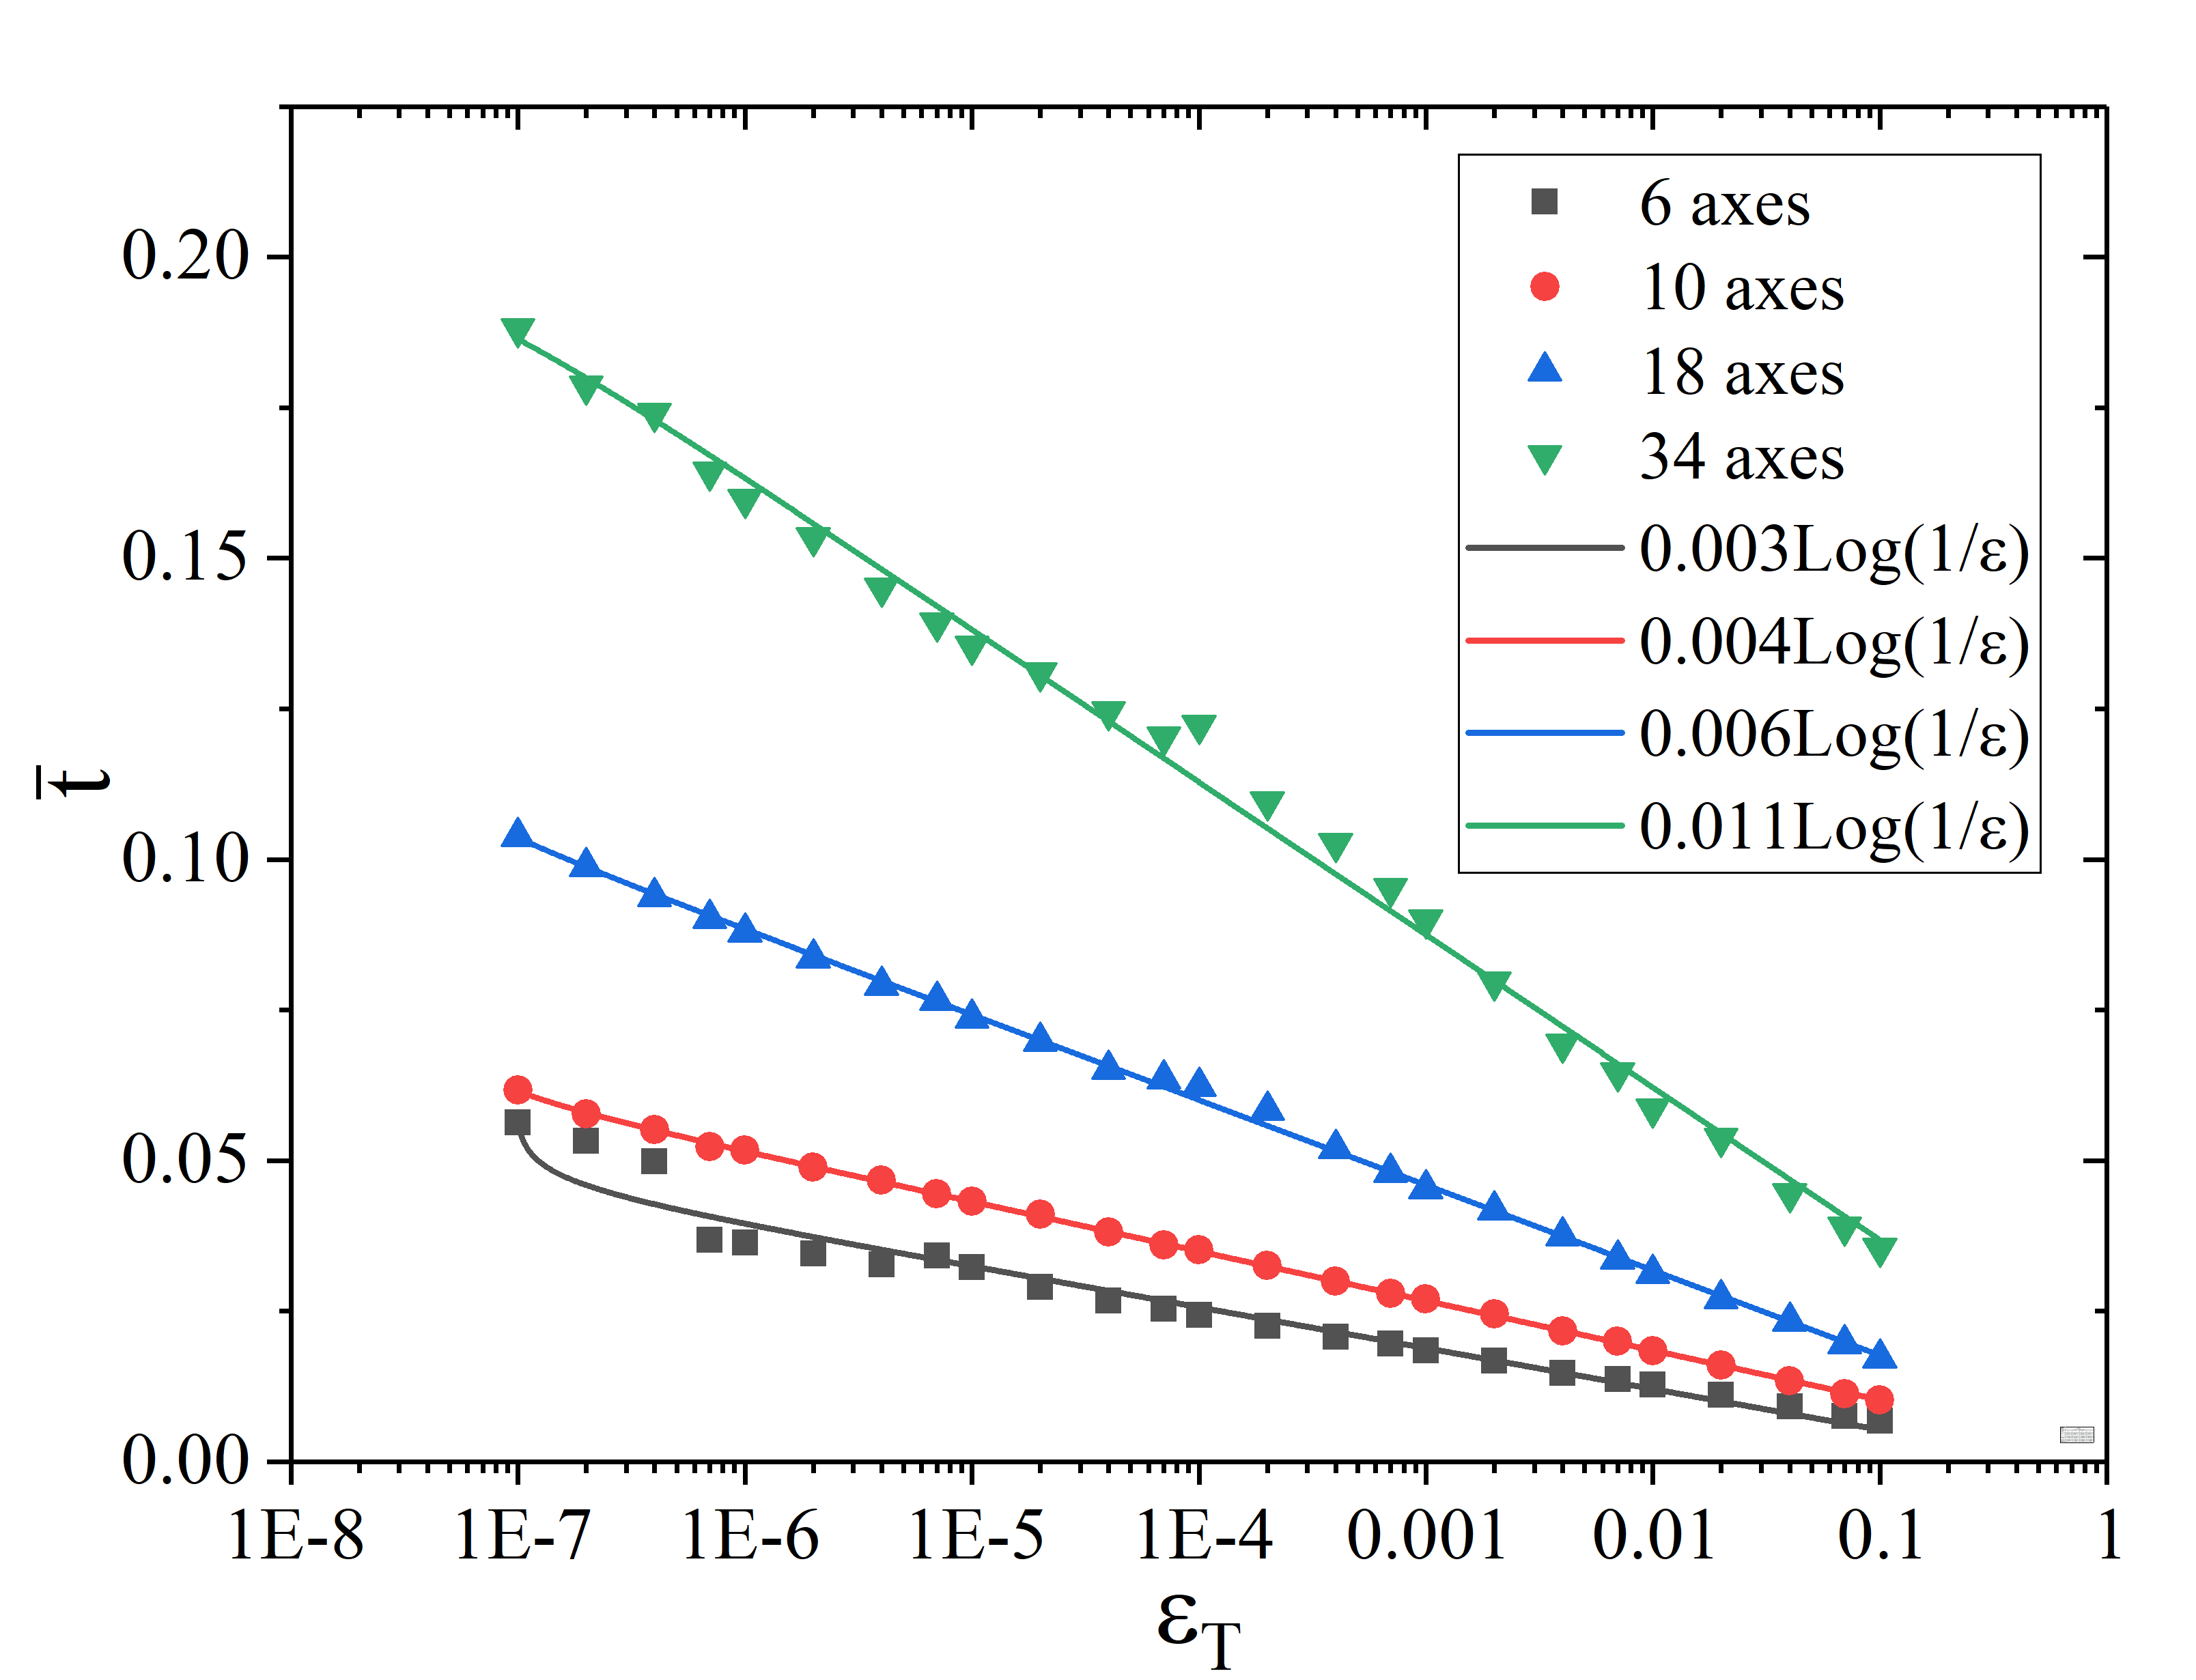 6 axes
10 axes
18 axes
34 axes
0.003Log(1/ε)
0.004Log(1/ε)
0.006Log(1/ε)
0.011Log(1/ε)
0.20
0.15
0.10
0.05
0.00
t̄
1E-8 1E-7 1E-6 1E-5 1E-4 0.001 0.01 0.1 1
ε_T